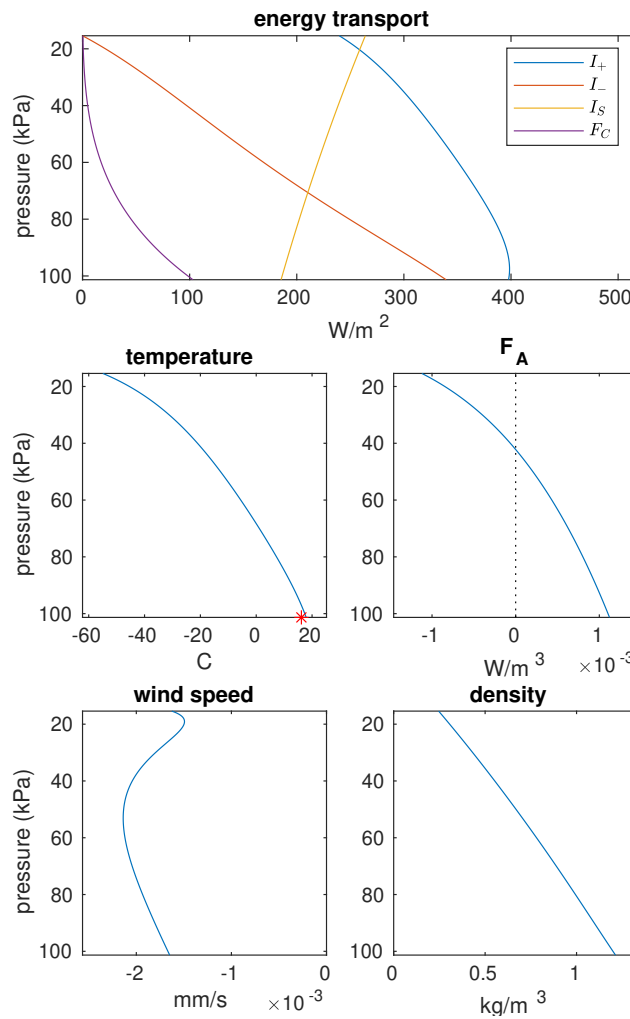 energy transport
20
40
60
80
100
pressure (kPa)
0
100
200
300
400
500
W/m 2
I+
I−
IS
FC
temperature
20
40
60
80
100
pressure (kPa)
-60
-40
-20
0
20
C
FA
20
40
60
80
100
pressure (kPa)
-1
0
1
W/m 3
× 10 -3
wind speed
20
40
60
80
100
pressure (kPa)
-2
-1
0
mm/s
× 10 -3
density
20
40
60
80
100
0
0.5
1
kg/m 3